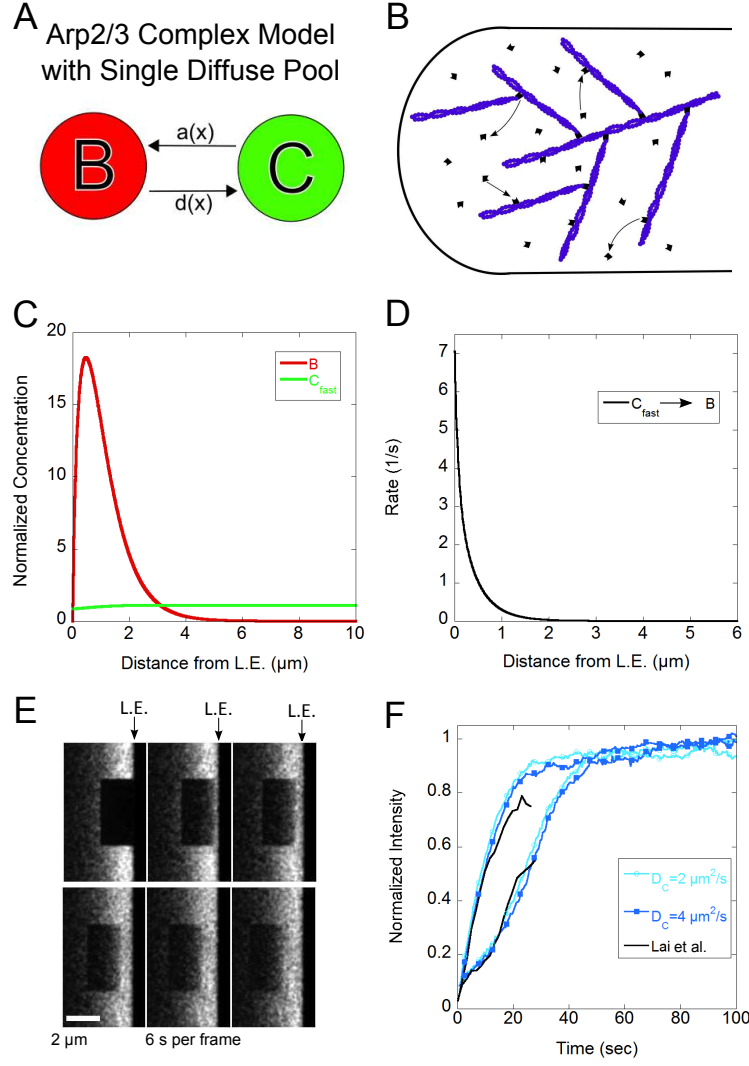 A
Arp2/3 Complex Model
with Single Diffuse Pool
B
a(x)
d(x)
C
B
C
20
15
10
5
0
0 2 4 6 8 10
Normalized Concentration
Distance from L.E. (µm)
B
C fast
D
7
6
5
4
3
2
1
0
0 1 2 3 4 5 6
Rate (1/s)
Distance from L.E. (µm)
C fast B
E
L.E. L.E. L.E.
2 µm 6 s per frame
F
1
0.8
0.6
0.4
0.2
0
0 20 40 60 80 100
Normalized Intensity
Time (sec)
D_C=2 µm²/s
D_C=4 µm²/s
Lai et al.